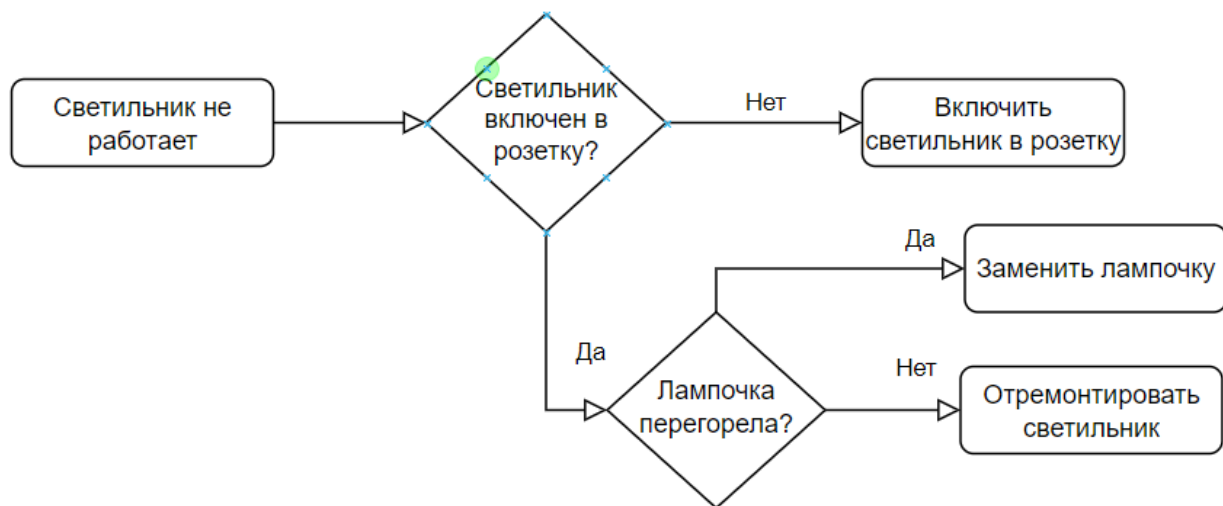 Светильник не
работает
Светильник
включен в
розетку?
Нет
Включить
светильник в розетку
Да
Заменить лампочку
Да
Лампочка
перегорела?
Нет
Отремонтировать
светильник